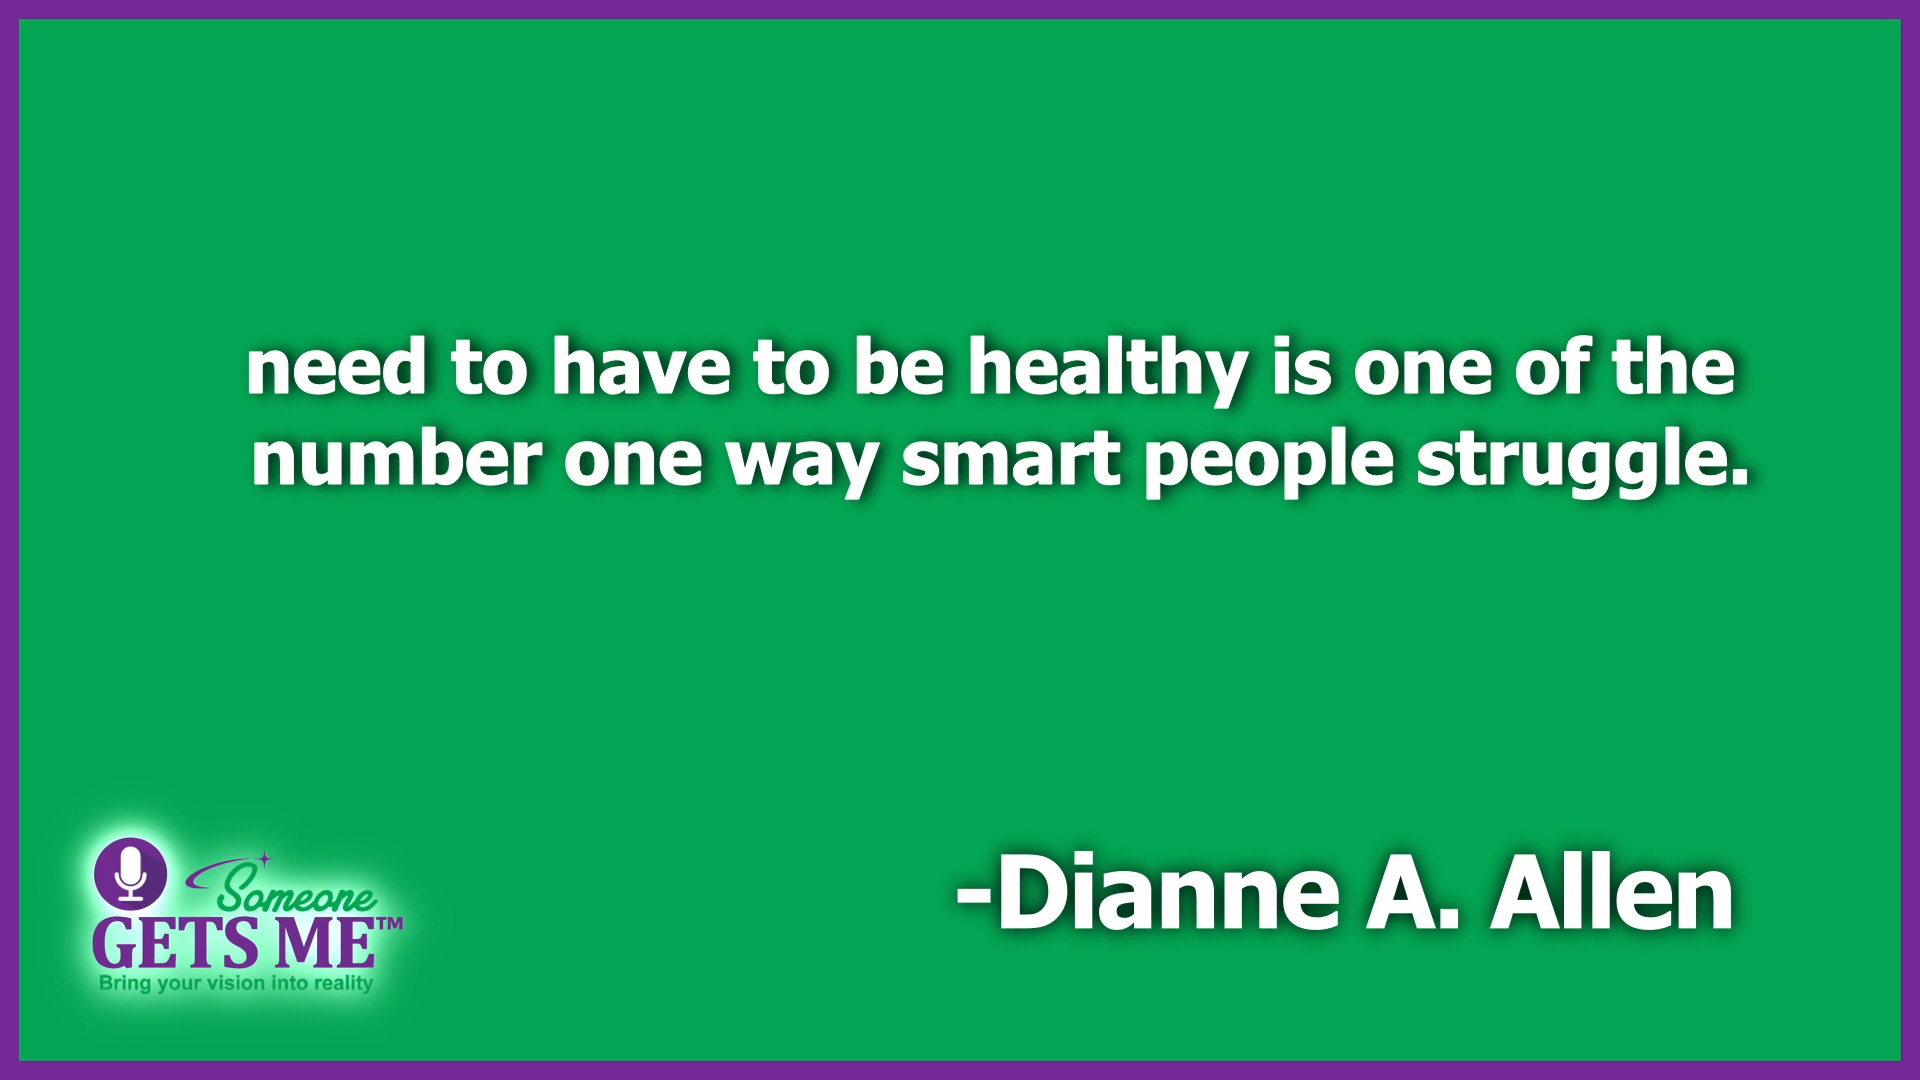 need to have to be healthy is one of the
number one way smart people struggle.
-Dianne A. Allen
Someone
GETS ME™
Bring your vision into reality